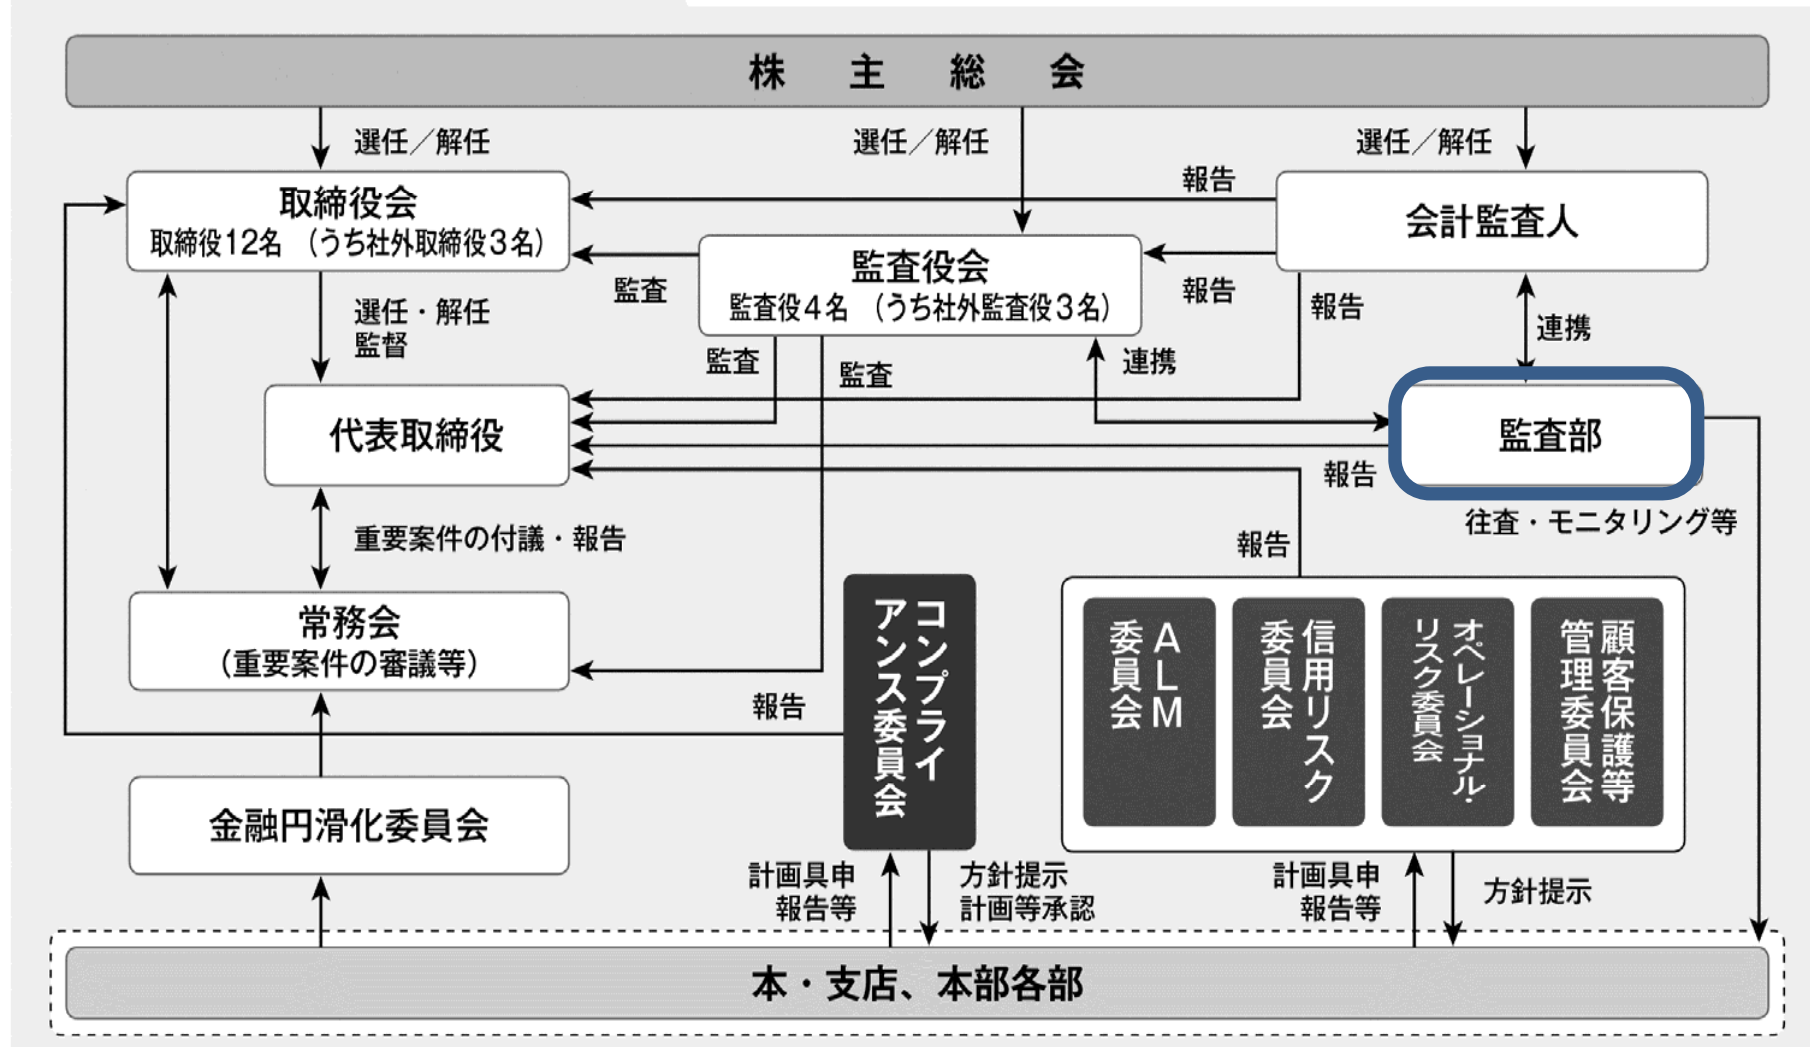 株主総会
選任／解任
選任／解任
選任／解任
取締役会
取締役12名　（うち社外取締役3名）
報告
会計監査人
監査役会
監査役4名　（うち社外監査役3名）
監査
報告
報告
連携
選任・解任
監督
監査
監査
連携
代表取締役
監査部
報告
往査・モニタリング等
重要案件の付議・報告
報告
常務会
（重要案件の審議等）
コンプライ
アンス委員会
ALM
委員会
信用リスク
委員会
オペレーショナル・
リスク委員会
顧客保護等
管理委員会
報告
金融円滑化委員会
計画具申
報告等
方針提示
計画等承認
計画具申
報告等
方針提示
本・支店、本部各部